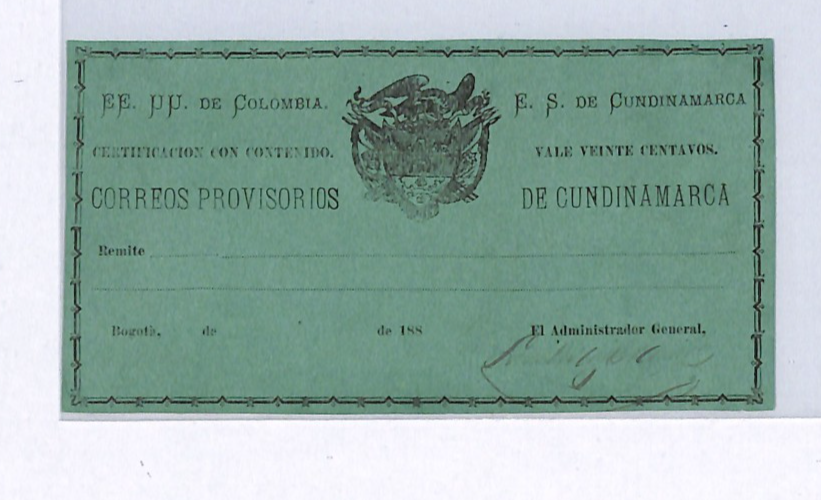 EE. UU. DE COLOMBIA.
E. S. DE CUNDINAMARCA
CERTIFICACION CON CONTENIDO.
VALE VEINTE CENTAVOS.
CORREOS PROVISORIOS
DE CUNDINAMARCA
Remite
Bogotá, de de 188
El Administrador General,